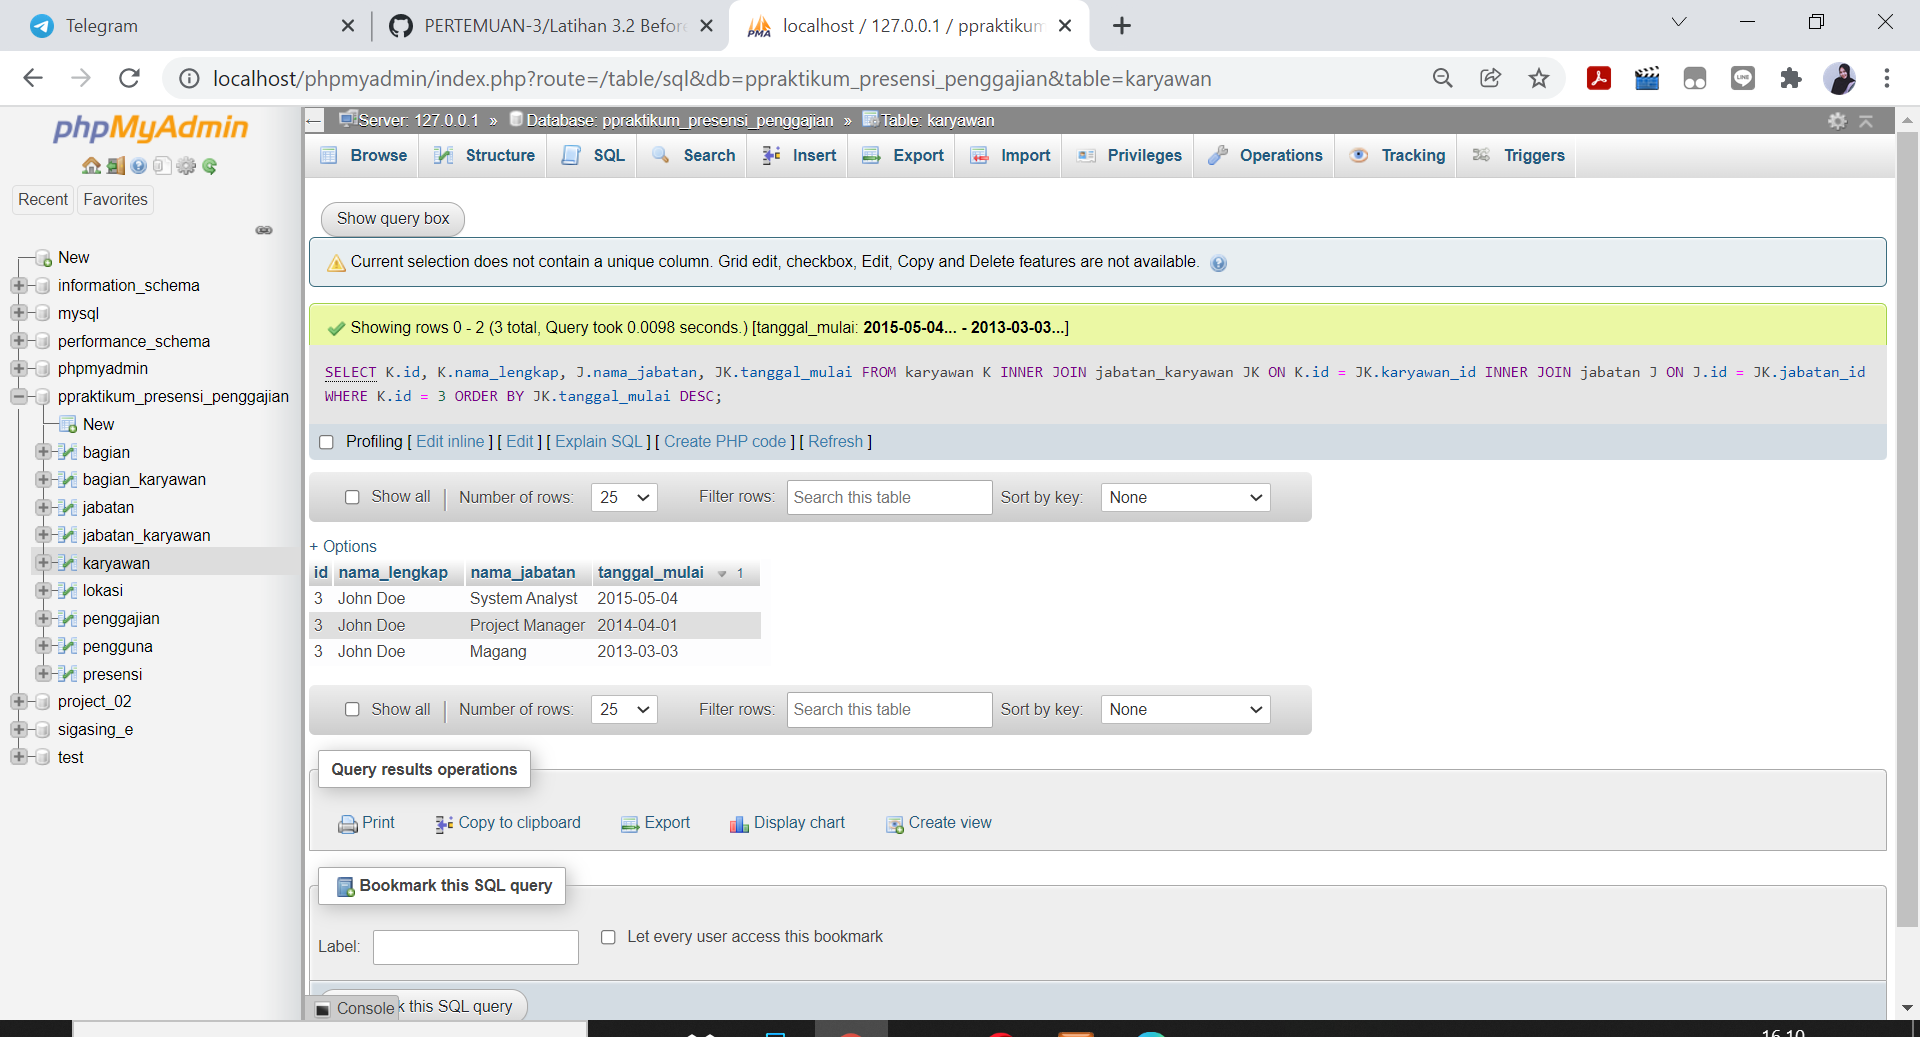 Telegram
PERTEMUAN-3/Latihan 3.2 Before
localhost / 127.0.0.1 / ppraktikum
localhost/phpmyadmin/index.php?route=/table/sql&db=ppraktikum_presensi_penggajian&table=karyawan
phpMyAdmin
Recent
Favorites
New
information_schema
mysql
performance_schema
phpmyadmin
ppraktikum_presensi_penggajian
New
bagian
bagian_karyawan
jabatan
jabatan_karyawan
karyawan
lokasi
penggajian
pengguna
presensi
project_02
sigasing_e
test
Server: 127.0.0.1 » Database: ppraktikum_presensi_penggajian » Table: karyawan
Browse Structure SQL Search Insert Export Import Privileges Operations Tracking Triggers
Show query box
Current selection does not contain a unique column. Grid edit, checkbox, Edit, Copy and Delete features are not available.
Showing rows 0 - 2 (3 total, Query took 0.0098 seconds.) [tanggal_mulai: 2015-05-04... - 2013-03-03...]
SELECT K.id, K.nama_lengkap, J.nama_jabatan, JK.tanggal_mulai FROM karyawan K INNER JOIN jabatan_karyawan JK ON K.id = JK.karyawan_id INNER JOIN jabatan J ON J.id = JK.jabatan_id
WHERE K.id = 3 ORDER BY JK.tanggal_mulai DESC;
Profiling [ Edit inline ] [ Edit ] [ Explain SQL ] [ Create PHP code ] [ Refresh ]
Show all | Number of rows: 25 Filter rows: Search this table Sort by key: None
+ Options
id nama_lengkap nama_jabatan tanggal_mulai 1
3 John Doe System Analyst 2015-05-04
3 John Doe Project Manager 2014-04-01
3 John Doe Magang 2013-03-03
Show all | Number of rows: 25 Filter rows: Search this table Sort by key: None
Query results operations
Print Copy to clipboard Export Display chart Create view
Bookmark this SQL query
Label:
Let every user access this bookmark
Console
k this SQL query
16.10